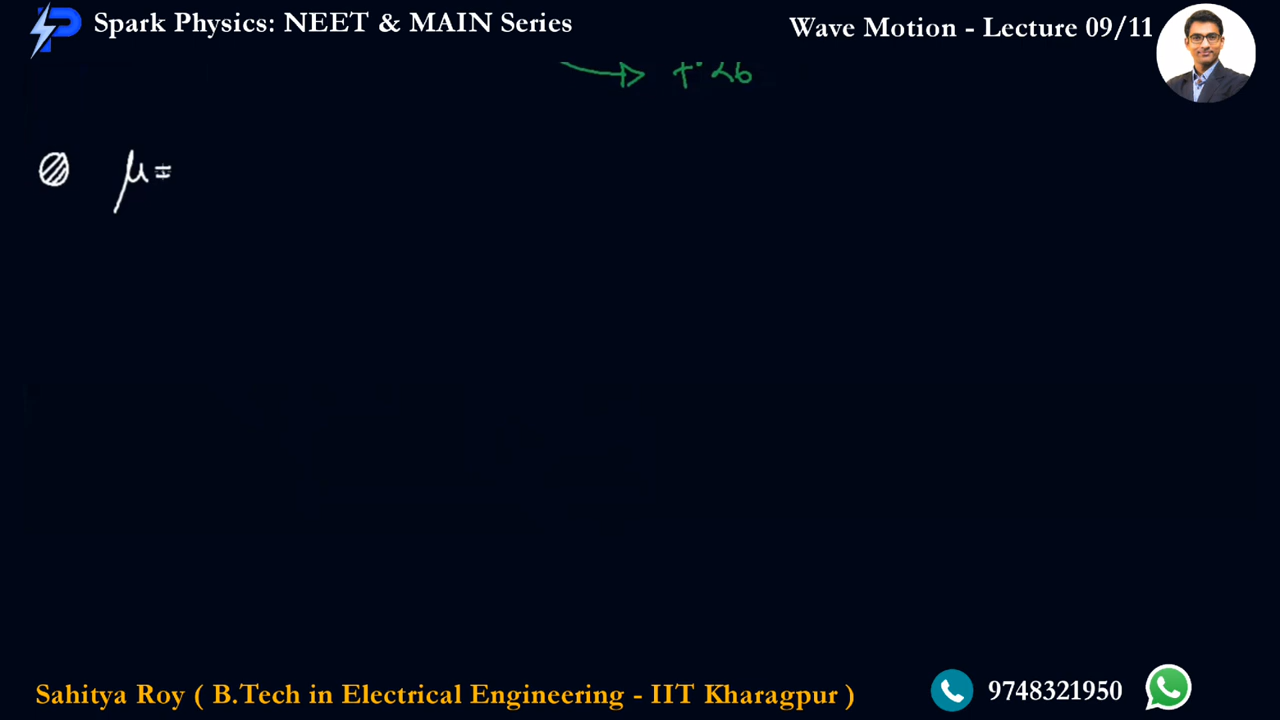 Spark Physics: NEET & MAIN Series
Wave Motion - Lecture 09/11
μ=
Sahitya Roy ( B.Tech in Electrical Engineering - IIT Kharagpur )
9748321950